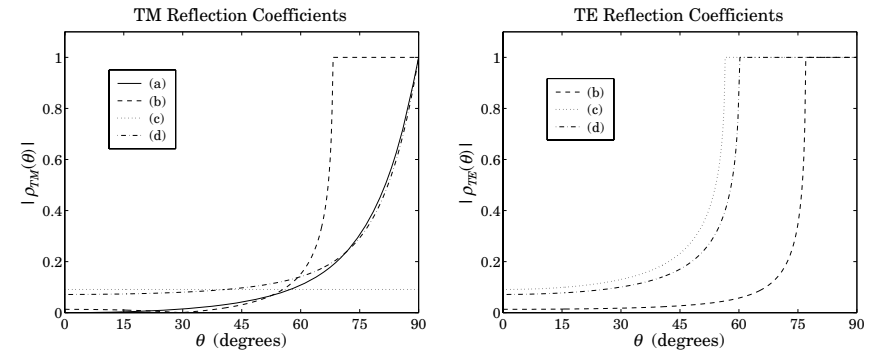 TM Reflection Coefficients
1
0.8
0.6
0.4
0.2
0
|ρTM(θ)|
(a)
(b)
(c)
(d)
0 15 30 45 60 75 90
θ (degrees)
TE Reflection Coefficients
1
0.8
0.6
0.4
0.2
0
|ρTE(θ)|
(b)
(c)
(d)
0 15 30 45 60 75 90
θ (degrees)